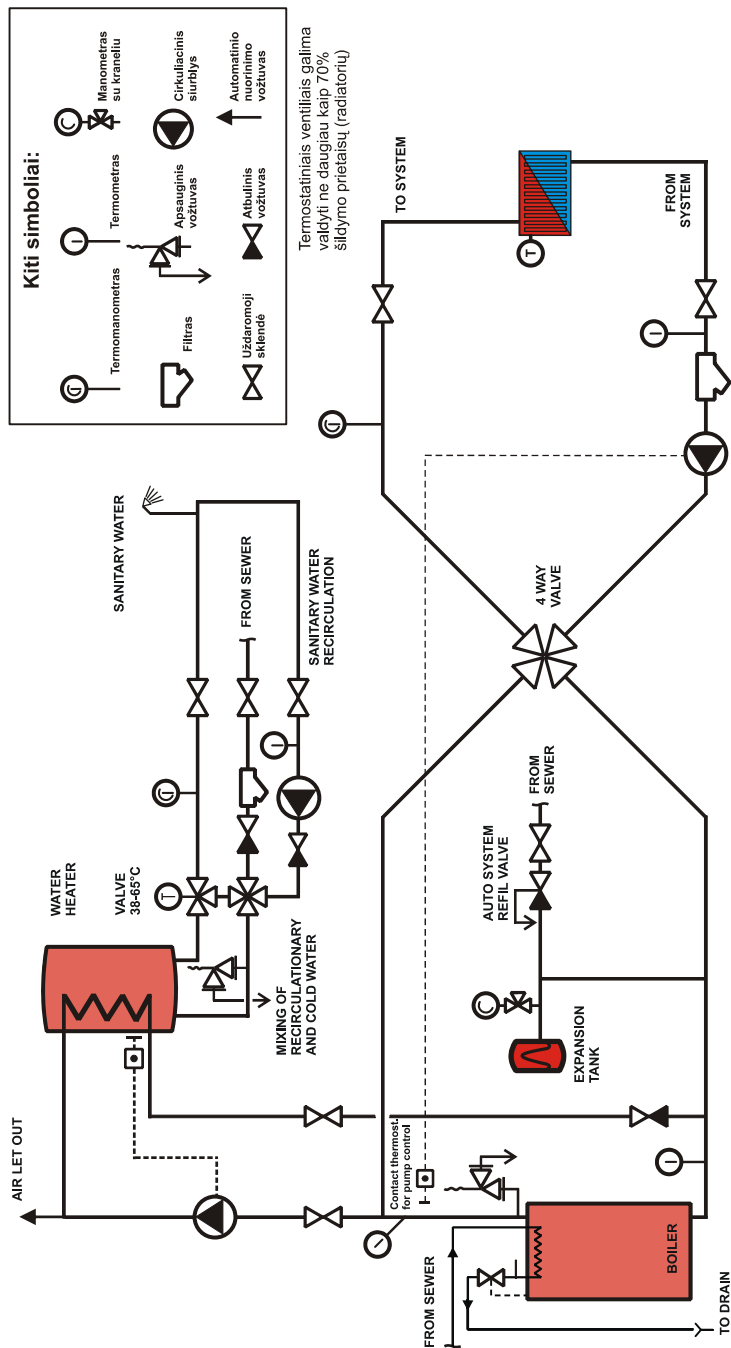 Kiti simboliai:
Termomanometras
Termometras
Manometras
su kraneliu
Filtras
Apsauginis
vožtuvas
Cirkuliacinis
siurblys
Uždaromoji
sklendė
Atbulinis
vožtuvas
Automatinio
nuorinimo
vožtuvas
Termostatiniais ventiliais galima
valdyti ne daugiau kaip 70%
šildymo prietaisų (radiatorių)
AIR LET OUT
WATER
HEATER
VALVE
38-65°C
SANITARY WATER
FROM SEWER
SANITARY WATER
RECIRCULATION
MIXING OF
RECIRCULATIONARY
AND COLD WATER
TO SYSTEM
FROM
SYSTEM
T
T
4 WAY
VALVE
AUTO SYSTEM
REFIL VALVE
FROM
SEWER
EXPANSION
TANK
Contact thermost.
for pump control
BOILER
FROM SEWER
TO DRAIN